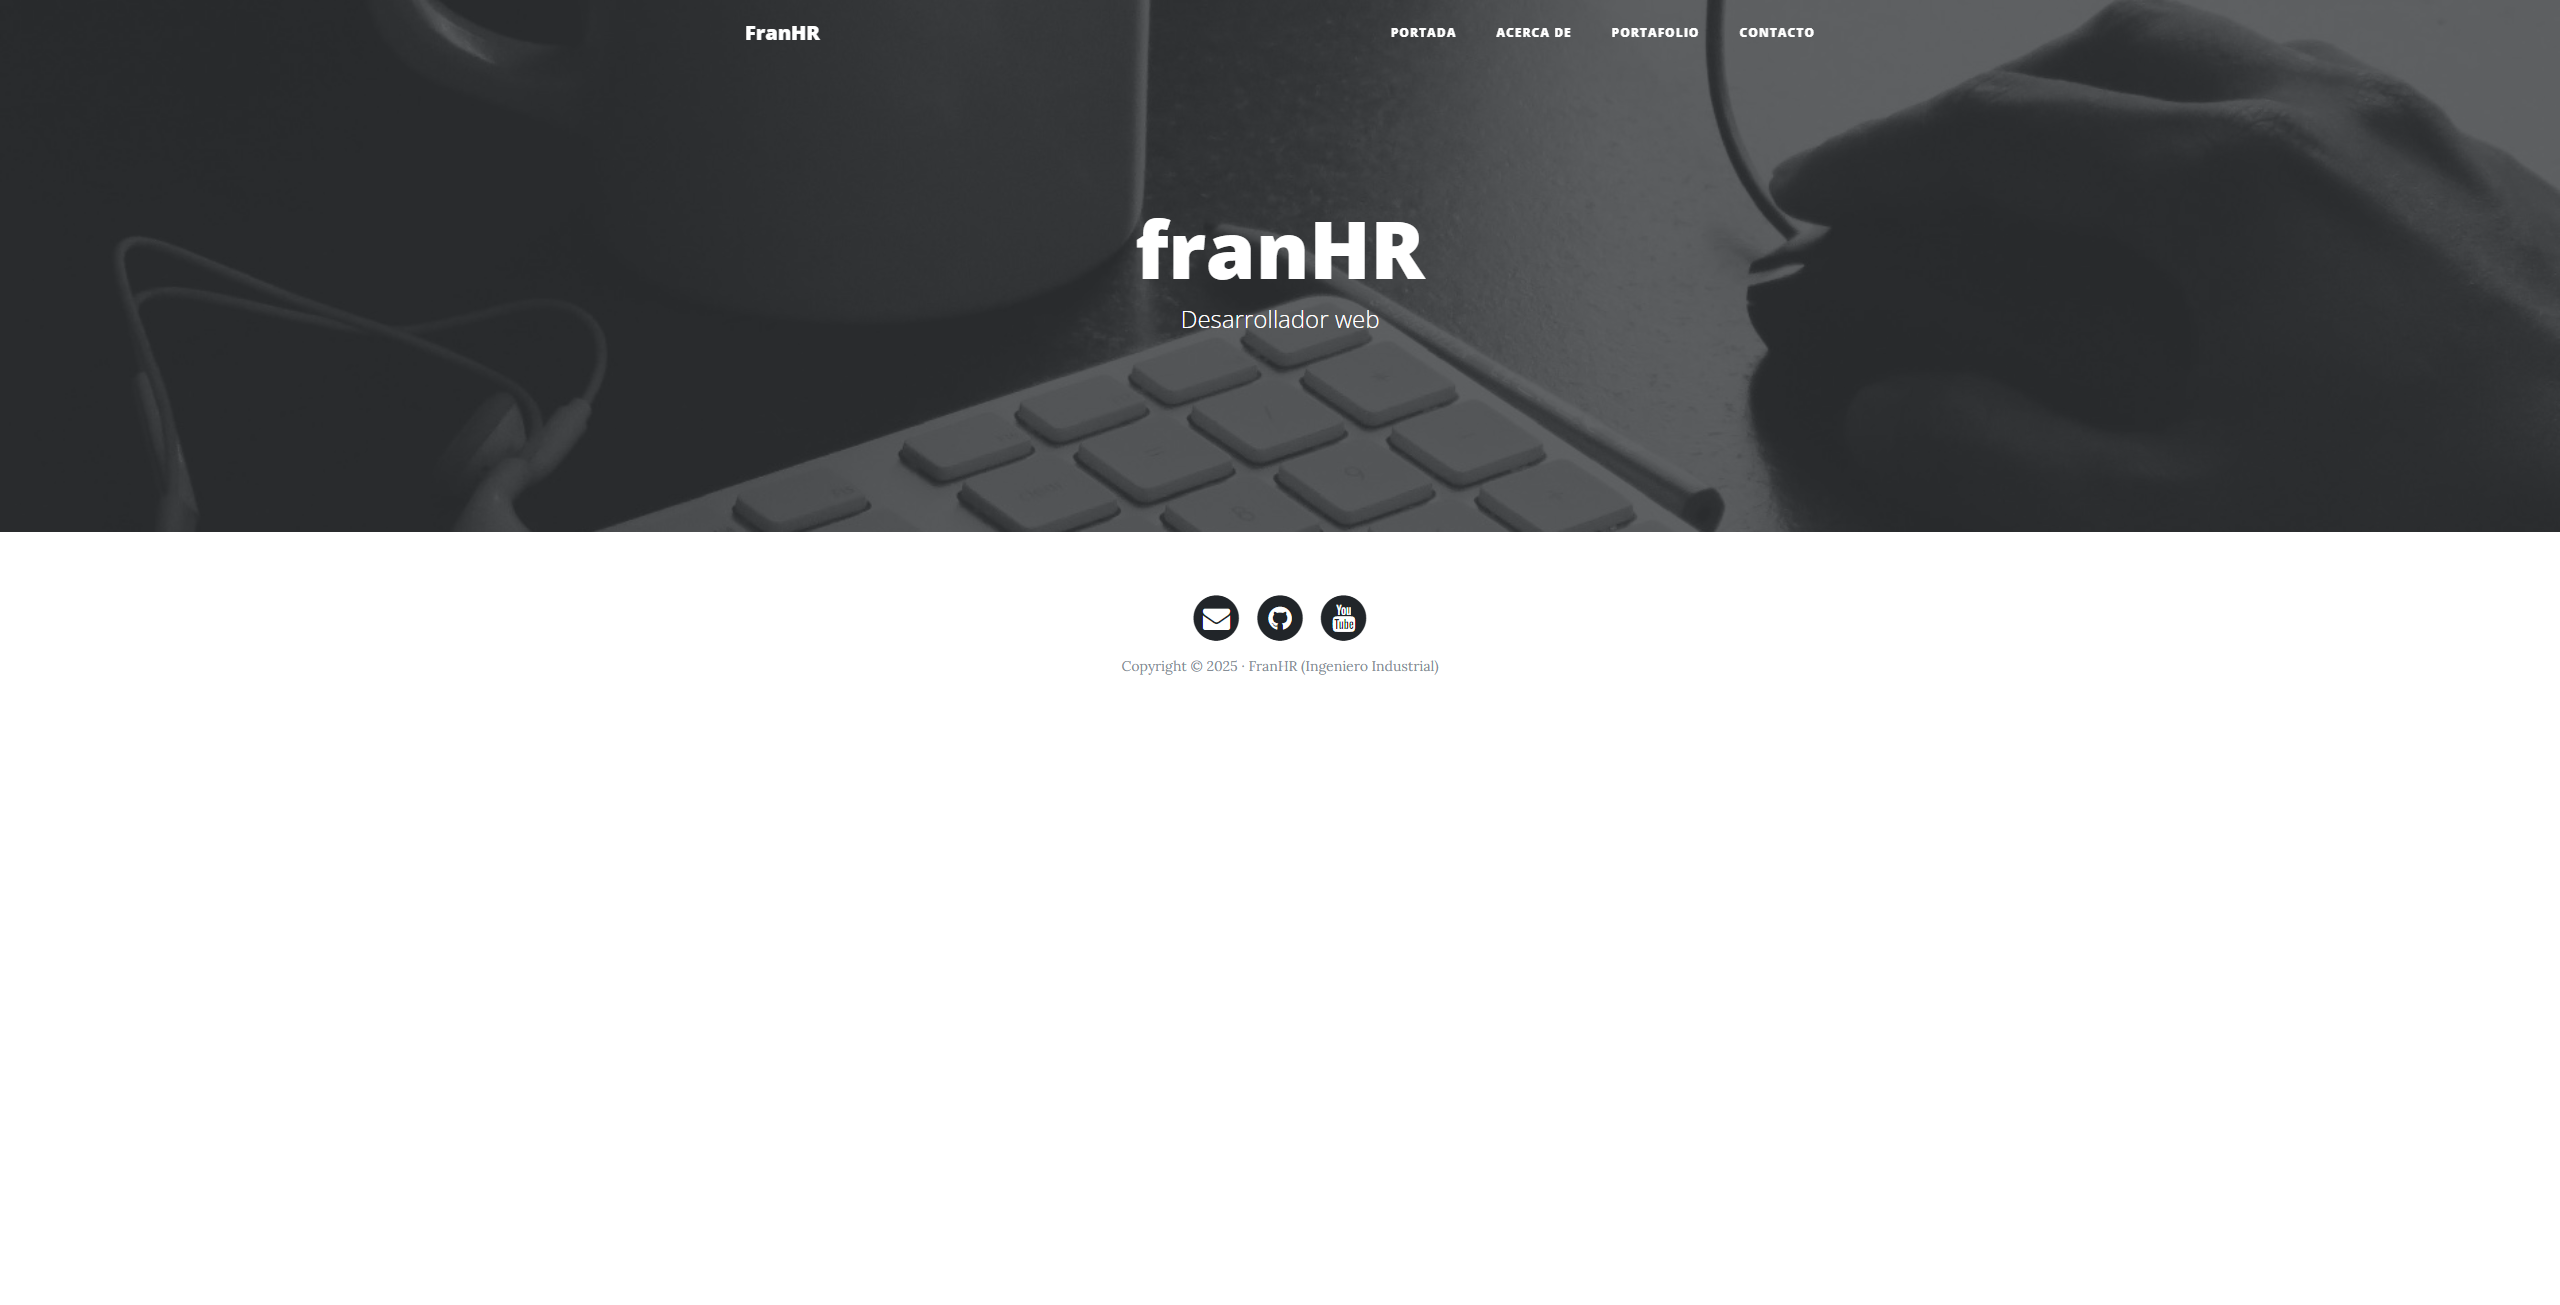 FranHR
PORTADA ACERCA DE PORTAFOLIO CONTACTO
franHR
Desarrollador web
You
Tube
Copyright © 2025 · FranHR (Ingeniero Industrial)